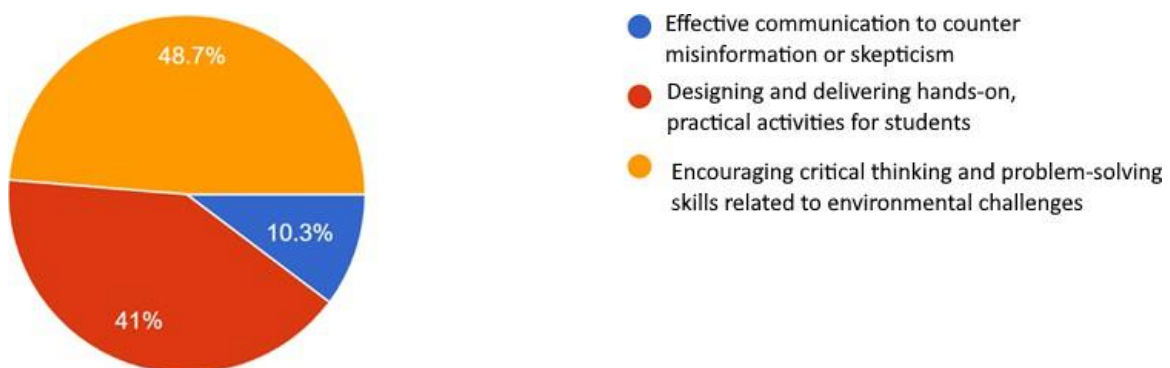 48.7%
10.3%
41%
Effective communication to counter
misinformation or skepticism
Designing and delivering hands-on,
practical activities for students
Encouraging critical thinking and problem-solving
skills related to environmental challenges